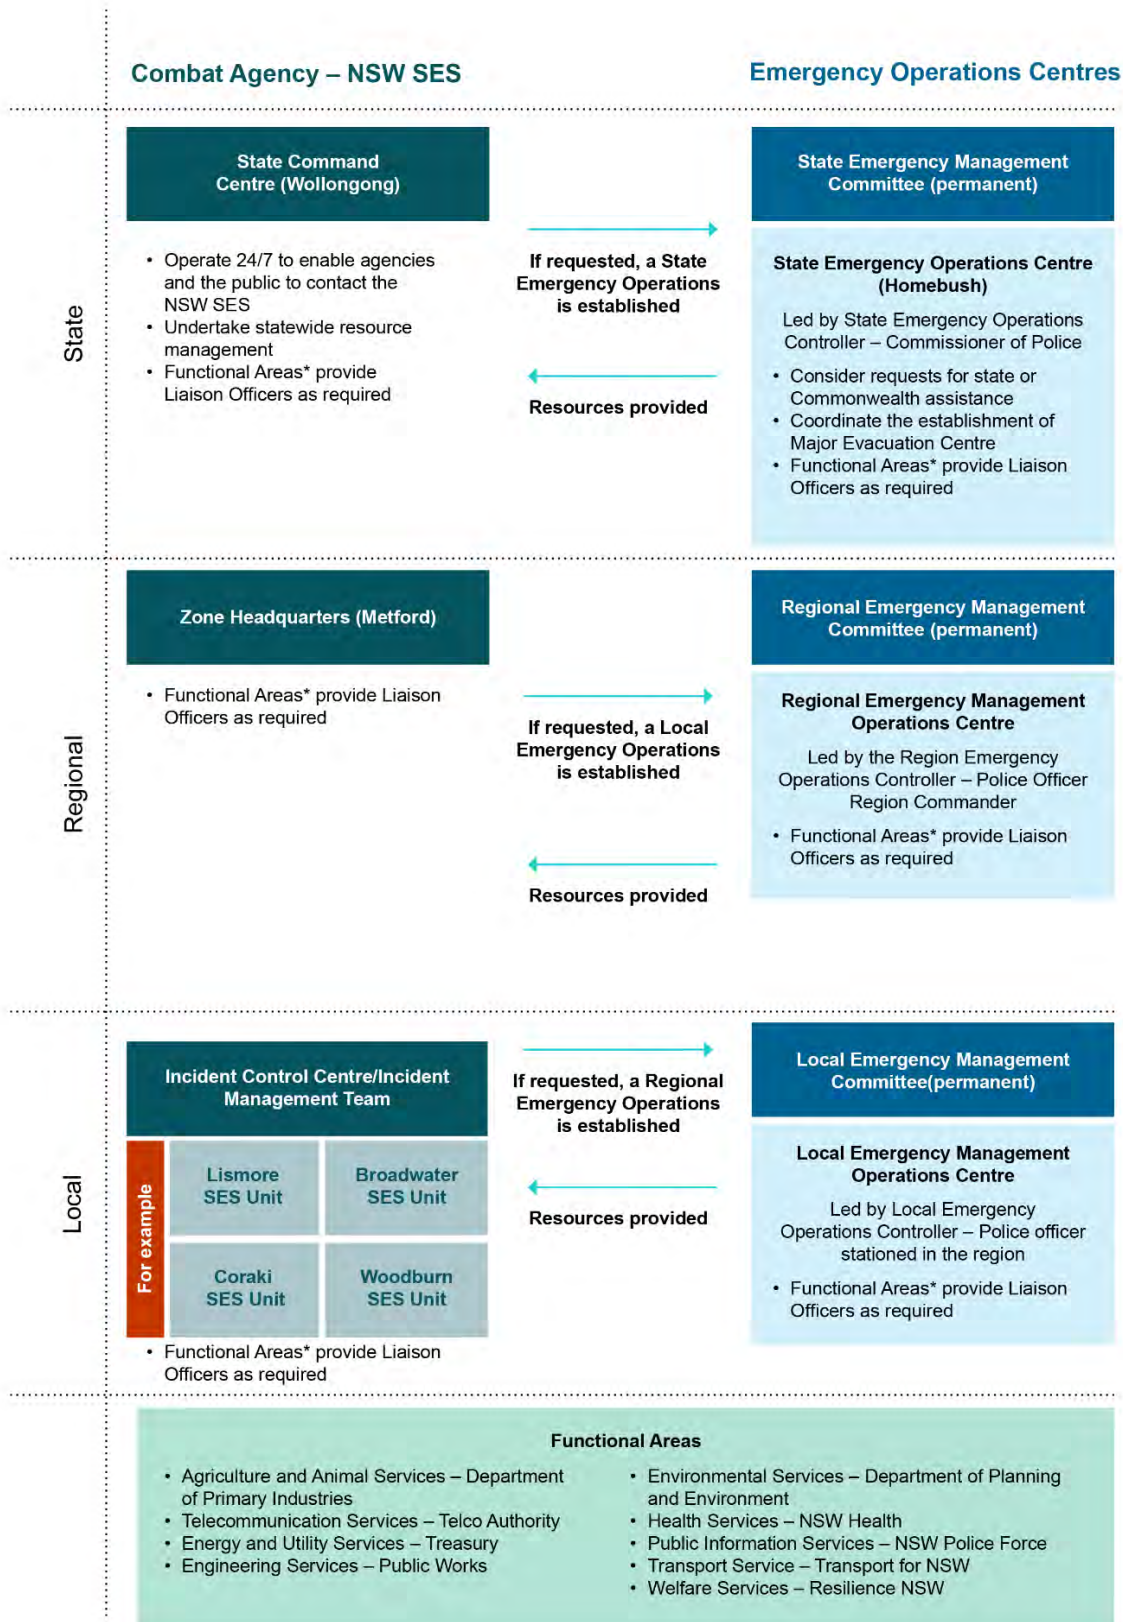 Combat Agency – NSW SES
Emergency Operations Centres
State
State Command
Centre (Wollongong)
• Operate 24/7 to enable agencies
and the public to contact the
NSW SES
• Undertake statewide resource
management
• Functional Areas* provide
Liaison Officers as required
If requested, a State
Emergency Operations
is established
Resources provided
State Emergency Management
Committee (permanent)
State Emergency Operations Centre
(Homebush)
Led by State Emergency Operations
Controller – Commissioner of Police
• Consider requests for state or
Commonwealth assistance
• Coordinate the establishment of
Major Evacuation Centre
• Functional Areas* provide Liaison
Officers as required
Regional
Zone Headquarters (Metford)
• Functional Areas* provide Liaison
Officers as required
If requested, a Local
Emergency Operations
is established
Resources provided
Regional Emergency Management
Committee (permanent)
Regional Emergency Management
Operations Centre
Led by the Region Emergency
Operations Controller – Police Officer
Region Commander
• Functional Areas* provide Liaison
Officers as required
Local
Incident Control Centre/Incident
Management Team
For example
Lismore
SES Unit
Broadwater
SES Unit
Coraki
SES Unit
Woodburn
SES Unit
• Functional Areas* provide Liaison
Officers as required
If requested, a Regional
Emergency Operations
is established
Resources provided
Local Emergency Management
Committee(permanent)
Local Emergency Management
Operations Centre
Led by Local Emergency
Operations Controller – Police officer
stationed in the region
• Functional Areas* provide Liaison
Officers as required
Functional Areas
• Agriculture and Animal Services – Department
of Primary Industries
• Telecommunication Services – Telco Authority
• Energy and Utility Services – Treasury
• Engineering Services – Public Works
• Environmental Services – Department of Planning
and Environment
• Health Services – NSW Health
• Public Information Services – NSW Police Force
• Transport Service – Transport for NSW
• Welfare Services – Resilience NSW